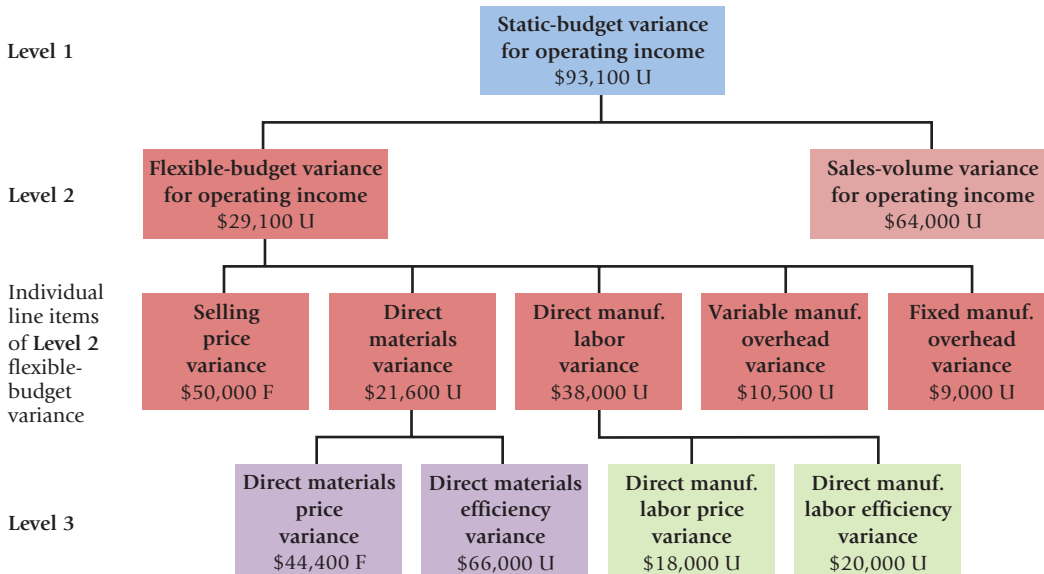 Level 1
Static-budget variance
for operating income
$93,100 U
Level 2
Flexible-budget variance
for operating income
$29,100 U
Sales-volume variance
for operating income
$64,000 U
Individual
line items
of Level 2
flexible-
budget
variance
Selling
price
variance
$50,000 F
Direct
materials
variance
$21,600 U
Direct manuf.
labor
variance
$38,000 U
Variable manuf.
overhead
variance
$10,500 U
Fixed manuf.
overhead
variance
$9,000 U
Level 3
Direct materials
price
variance
$44,400 F
Direct materials
efficiency
variance
$66,000 U
Direct manuf.
labor price
variance
$18,000 U
Direct manuf.
labor efficiency
variance
$20,000 U